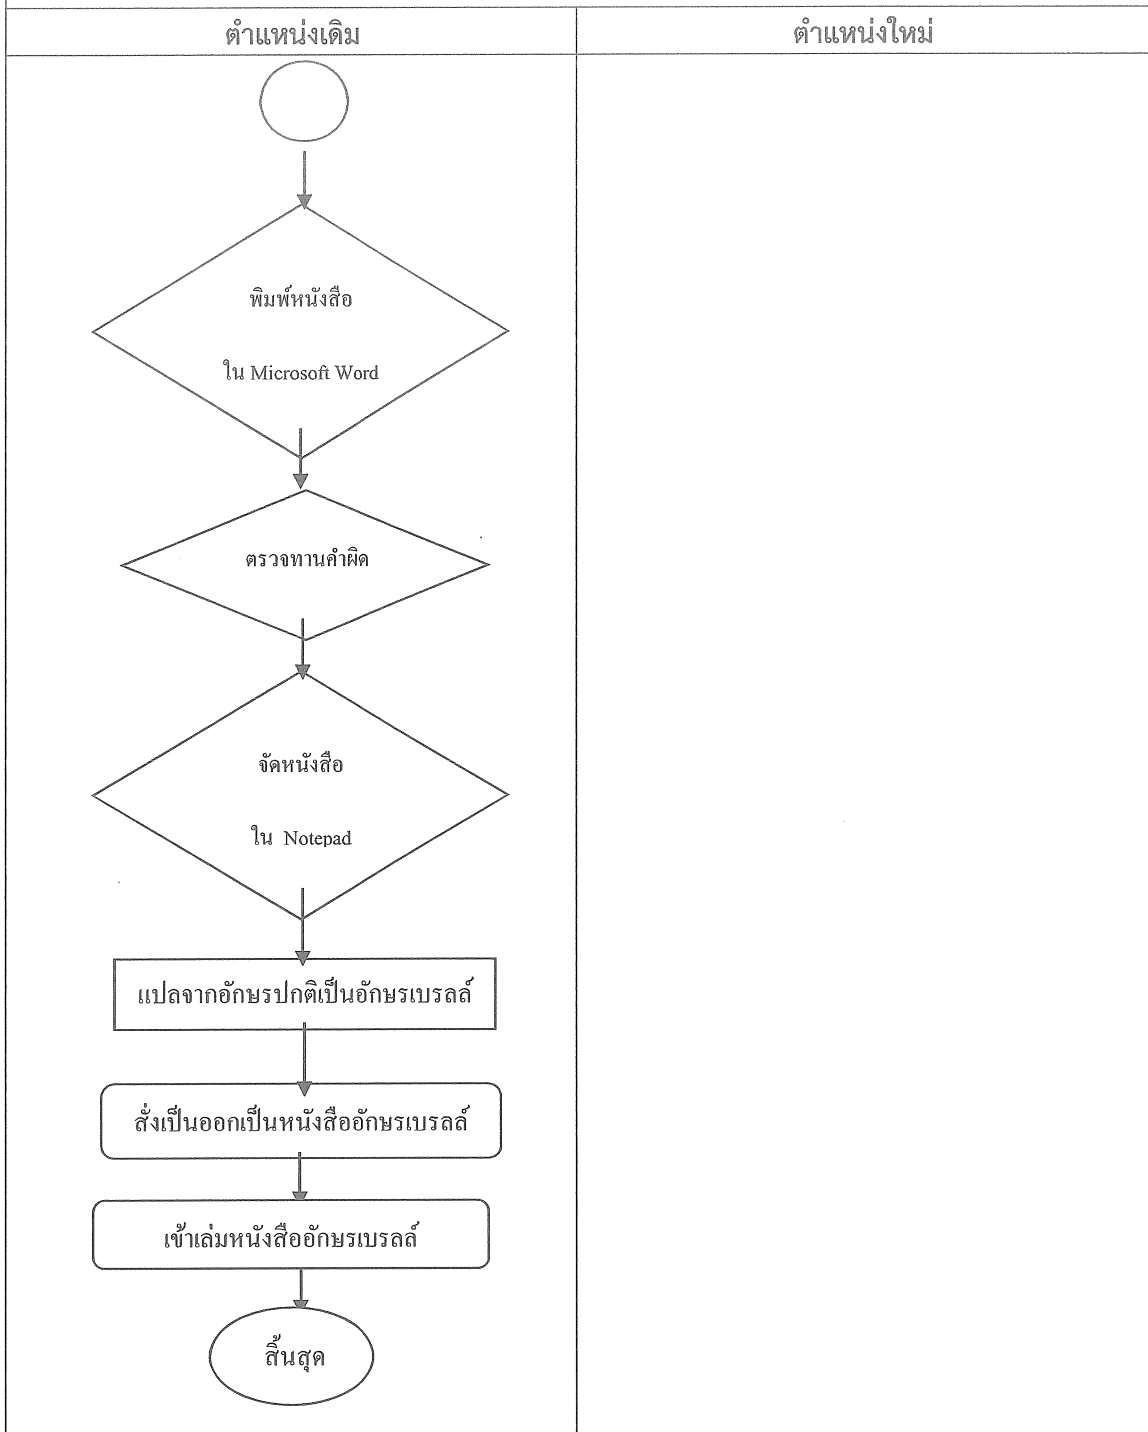 ตำแหน่งเดิม
ตำแหน่งใหม่
พิมพ์หนังสือ
ใน Microsoft Word
ตรวจทานคำผิด
จัดหนังสือ
ใน Notepad
แปลจากอักษรปกติเป็นอักษรเบรลล์
สั่งเป็นออกเป็นหนังสืออักษรเบรลล์
เข้าเล่มหนังสืออักษรเบรลล์
สิ้นสุด